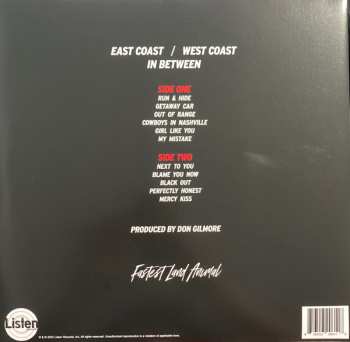 EAST COAST / WEST COAST
IN BETWEEN
SIDE ONE
RUN & HIDE
GETAWAY CAR
OUT OF RANGE
COWBOYS IN NASHVILLE
GIRL LIKE YOU
MY MISTAKE
SIDE TWO
NEXT TO YOU
BLAME YOU NOW
BLACK OUT
PERFECTLY HONEST
MERCY KISS
PRODUCED BY DON GILMORE
Fastest Land Animal
Listen